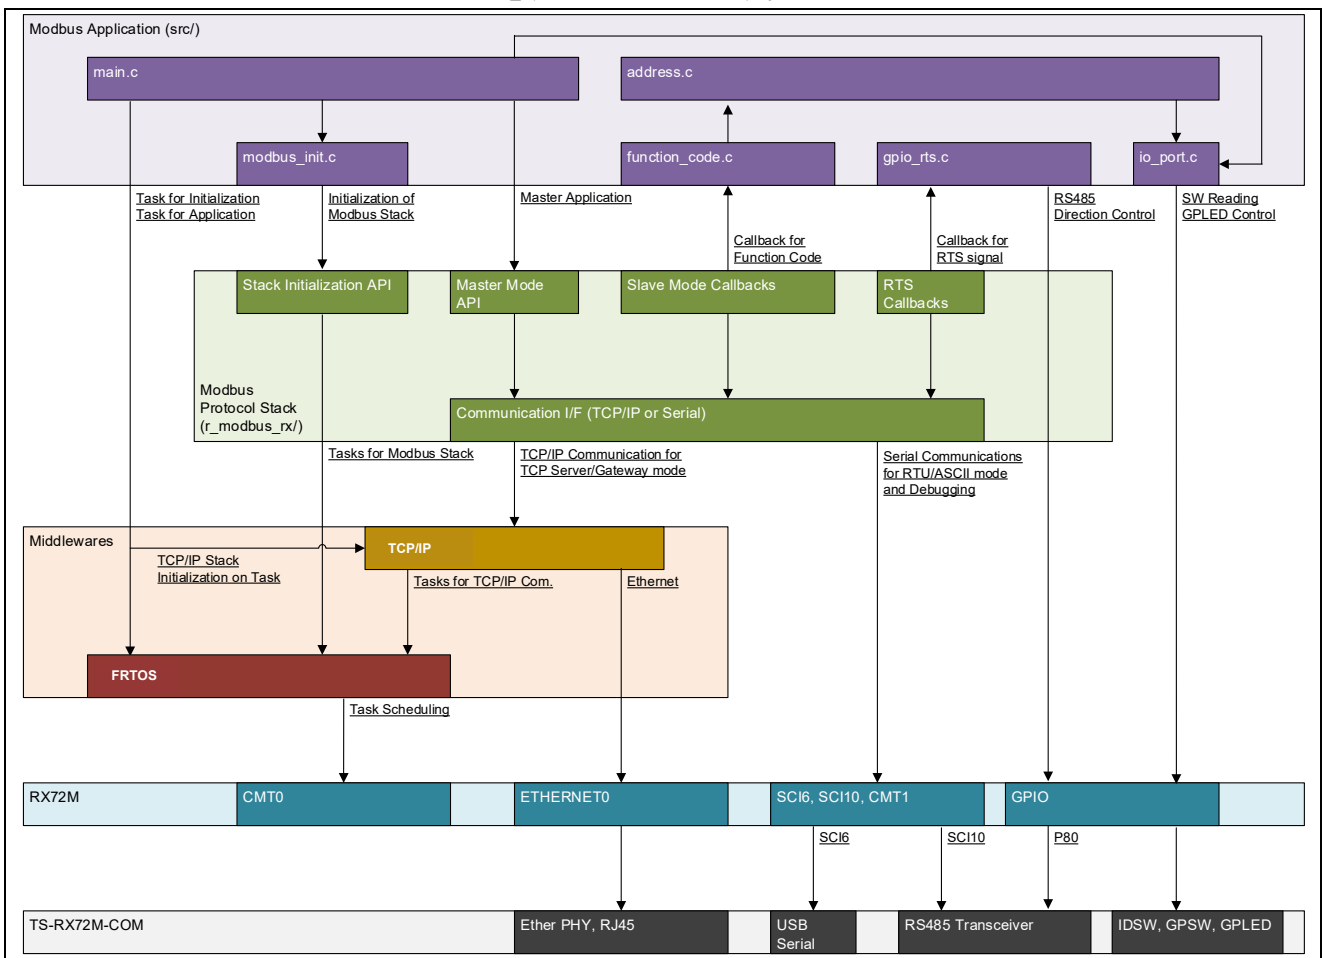 Modbus Application (src/)
main.c
address.c
modbus_init.c
function_code.c
gpio_rts.c
io_port.c
Task for Initialization
Task for Application
Initialization of
Modbus Stack
Master Application
RS485
Direction Control
SW Reading
GPLED Control
Callback for
Function Code
Callback for
RTS signal
Stack Initialization API
Master Mode
API
Slave Mode Callbacks
RTS
Callbacks
Modbus
Protocol Stack
(r_modbus_rx/)
Communication I/F (TCP/IP or Serial)
Tasks for Modbus Stack
TCP/IP Communication for
TCP Server/Gateway mode
Serial Communications
for RTU/ASCII mode
and Debugging
Middlewares
TCP/IP
TCP/IP Stack
Initialization on Task
Tasks for TCP/IP Com.
Ethernet
FRTOS
Task Scheduling
RX72M
CMT0
ETHERNET0
SCI6, SCI10, CMT1
GPIO
SCI6
SCI10
P80
TS-RX72M-COM
Ether PHY, RJ45
USB
Serial
RS485 Transceiver
IDSW, GPSW, GPLED